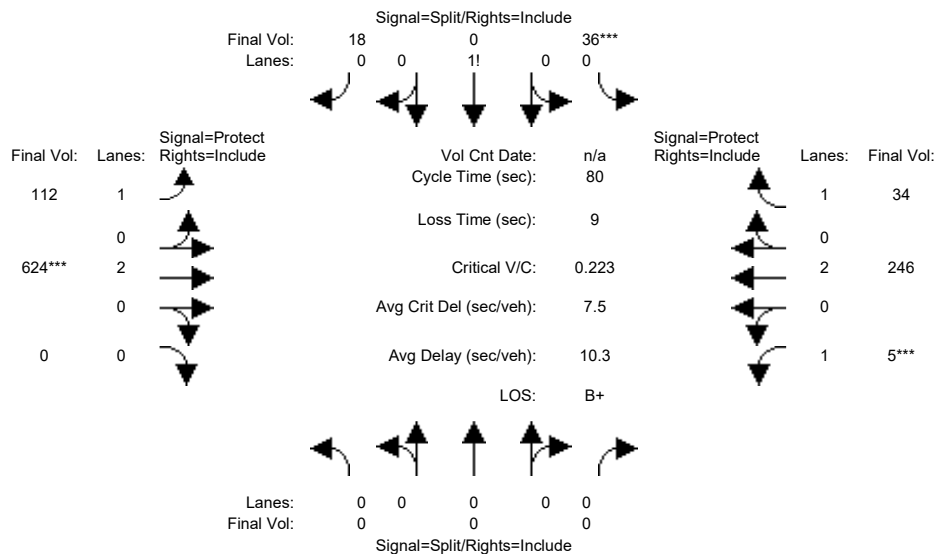 Signal=Split/Rights=Include
Final Vol: 18 0 36***
Lanes: 0 0 1! 0 0
Signal=Protect
Final Vol: Lanes: Rights=Include
Vol Cnt Date: n/a
Signal=Protect
Rights=Include Lanes: Final Vol:
Cycle Time (sec): 80
112 1
1 34
Loss Time (sec): 9
0
0
624*** 2
Critical V/C: 0.223
2 246
0
Avg Crit Del (sec/veh): 7.5
0
0 0
Avg Delay (sec/veh): 10.3
1 5***
LOS: B+
Lanes: 0 0 0 0 0
Final Vol: 0 0 0
Signal=Split/Rights=Include